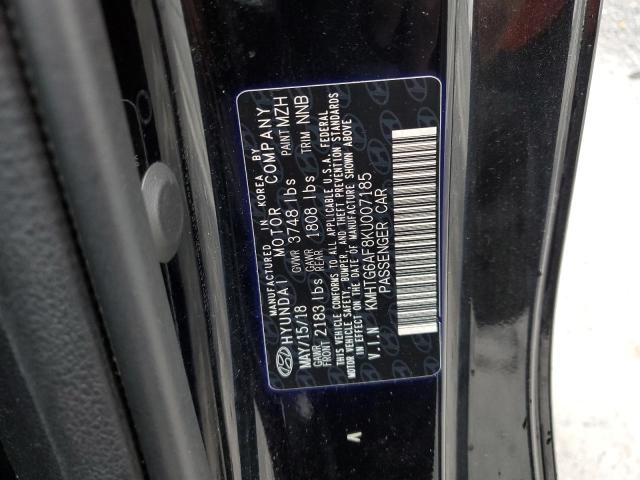 MANUFACTURED IN KOREA BY
HYUNDAI MOTOR COMPANY
MAY/15/18 GVWR 3748 lbs PAINT MZH
GAWR FRONT 2183 lbs GAWR REAR 1808 lbs TRIM NNB
THIS VEHICLE CONFORMS TO ALL APPLICABLE U.S.A. FEDERAL
MOTOR VEHICLE SAFETY, BUMPER, AND THEFT PREVENTION STANDARDS
IN EFFECT ON THE DATE OF MANUFACTURE SHOWN ABOVE.
V.I.N KMHTG6AF8KU007185
PASSENGER CAR